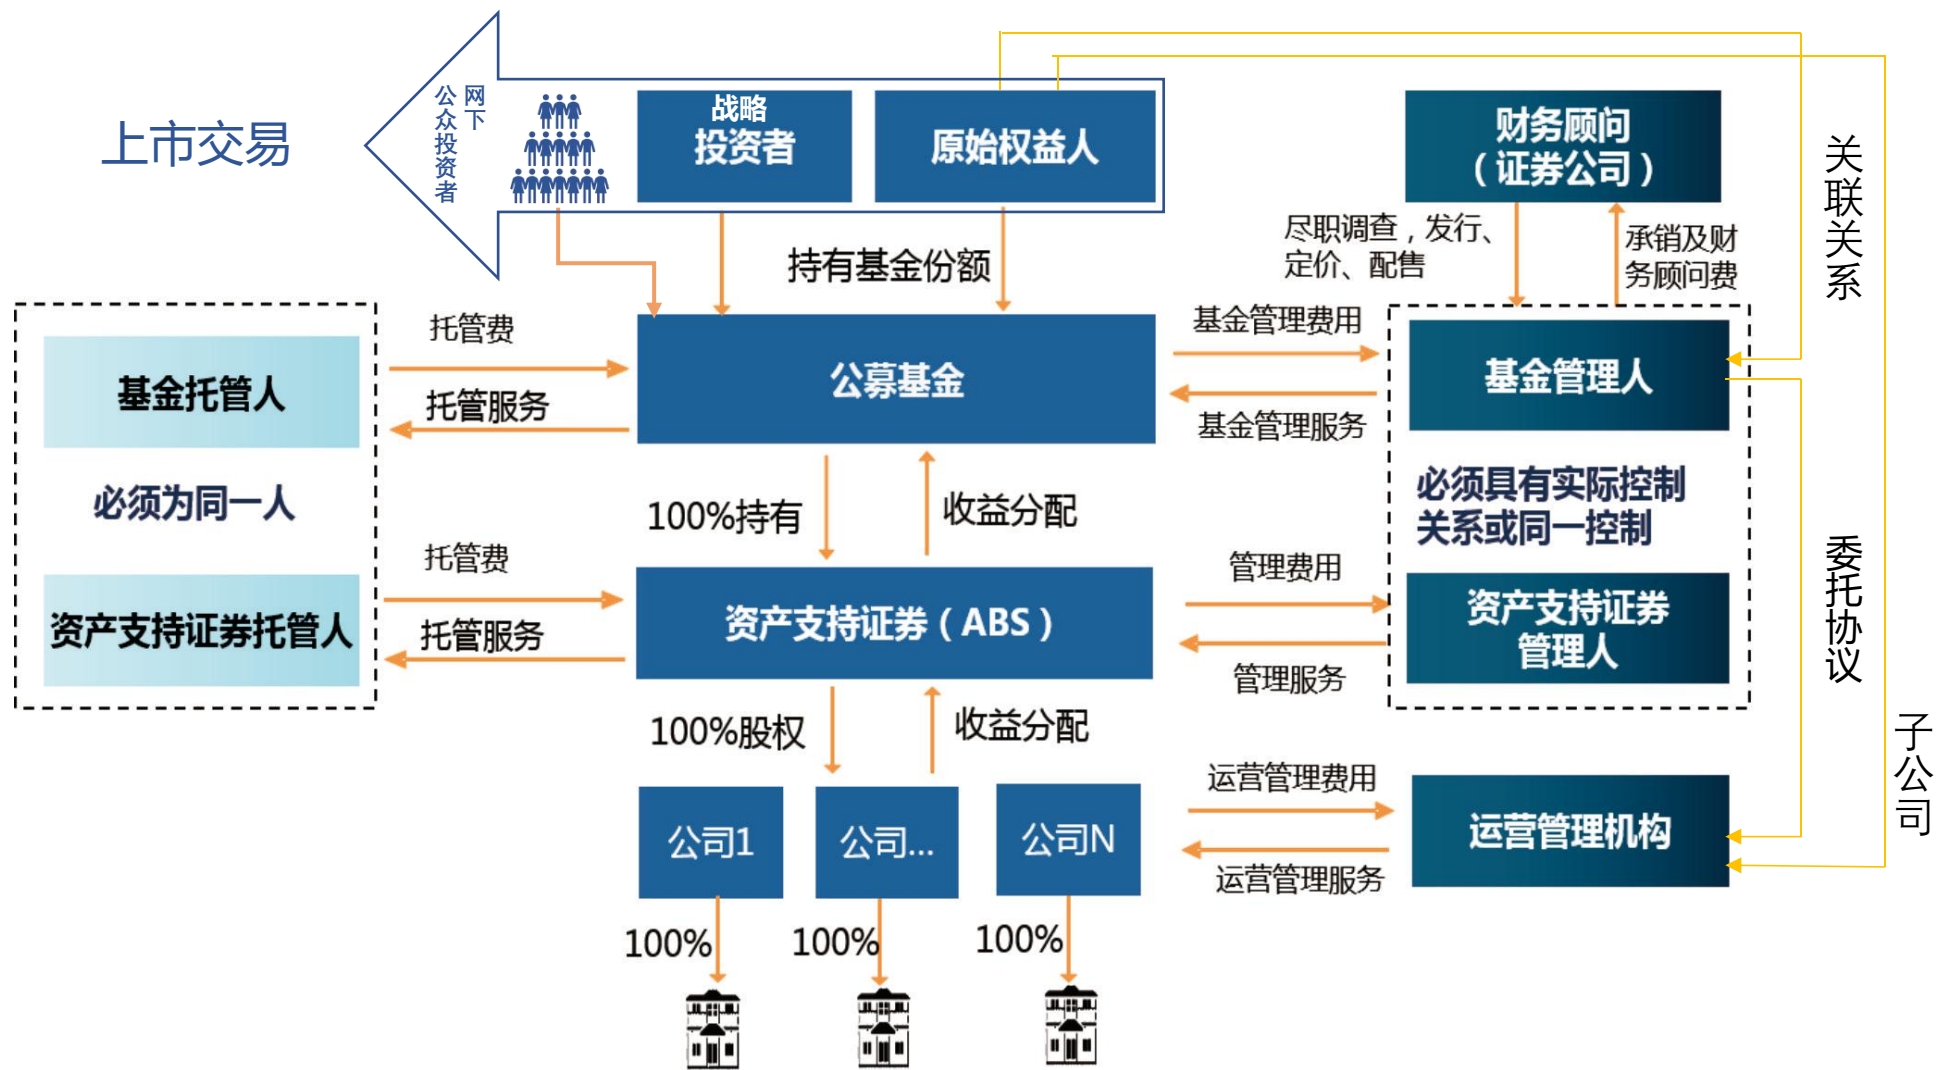 上市交易
网下
公众投资者
战略
投资者
原始权益人
财务顾问
（证券公司）
关联关系
持有基金份额
尽职调查，发行、
定价、配售
承销及财
务顾问费
基金托管人
托管费
托管服务
公募基金
基金管理费用
基金管理服务
基金管理人
必须为同一人
100%持有
收益分配
必须具有实际控制
关系或同一控制
委托协议
资产支持证券托管人
托管费
托管服务
资产支持证券（ABS）
管理费用
管理服务
资产支持证券
管理人
100%股权
收益分配
子公司
公司1
公司...
公司N
运营管理费用
运营管理服务
运营管理机构
100%
100%
100%